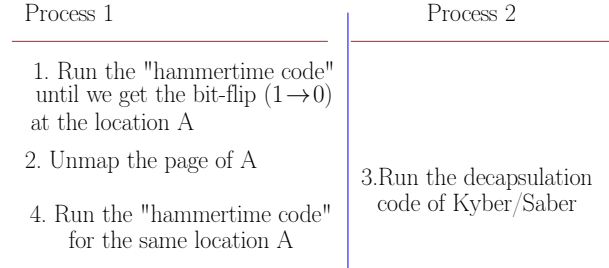 Process 1
1. Run the "hammertime code"
until we get the bit-flip (1→0)
at the location A
2. Unmap the page of A
4. Run the "hammertime code"
for the same location A
Process 2
3.Run the decapsulation
code of Kyber/Saber